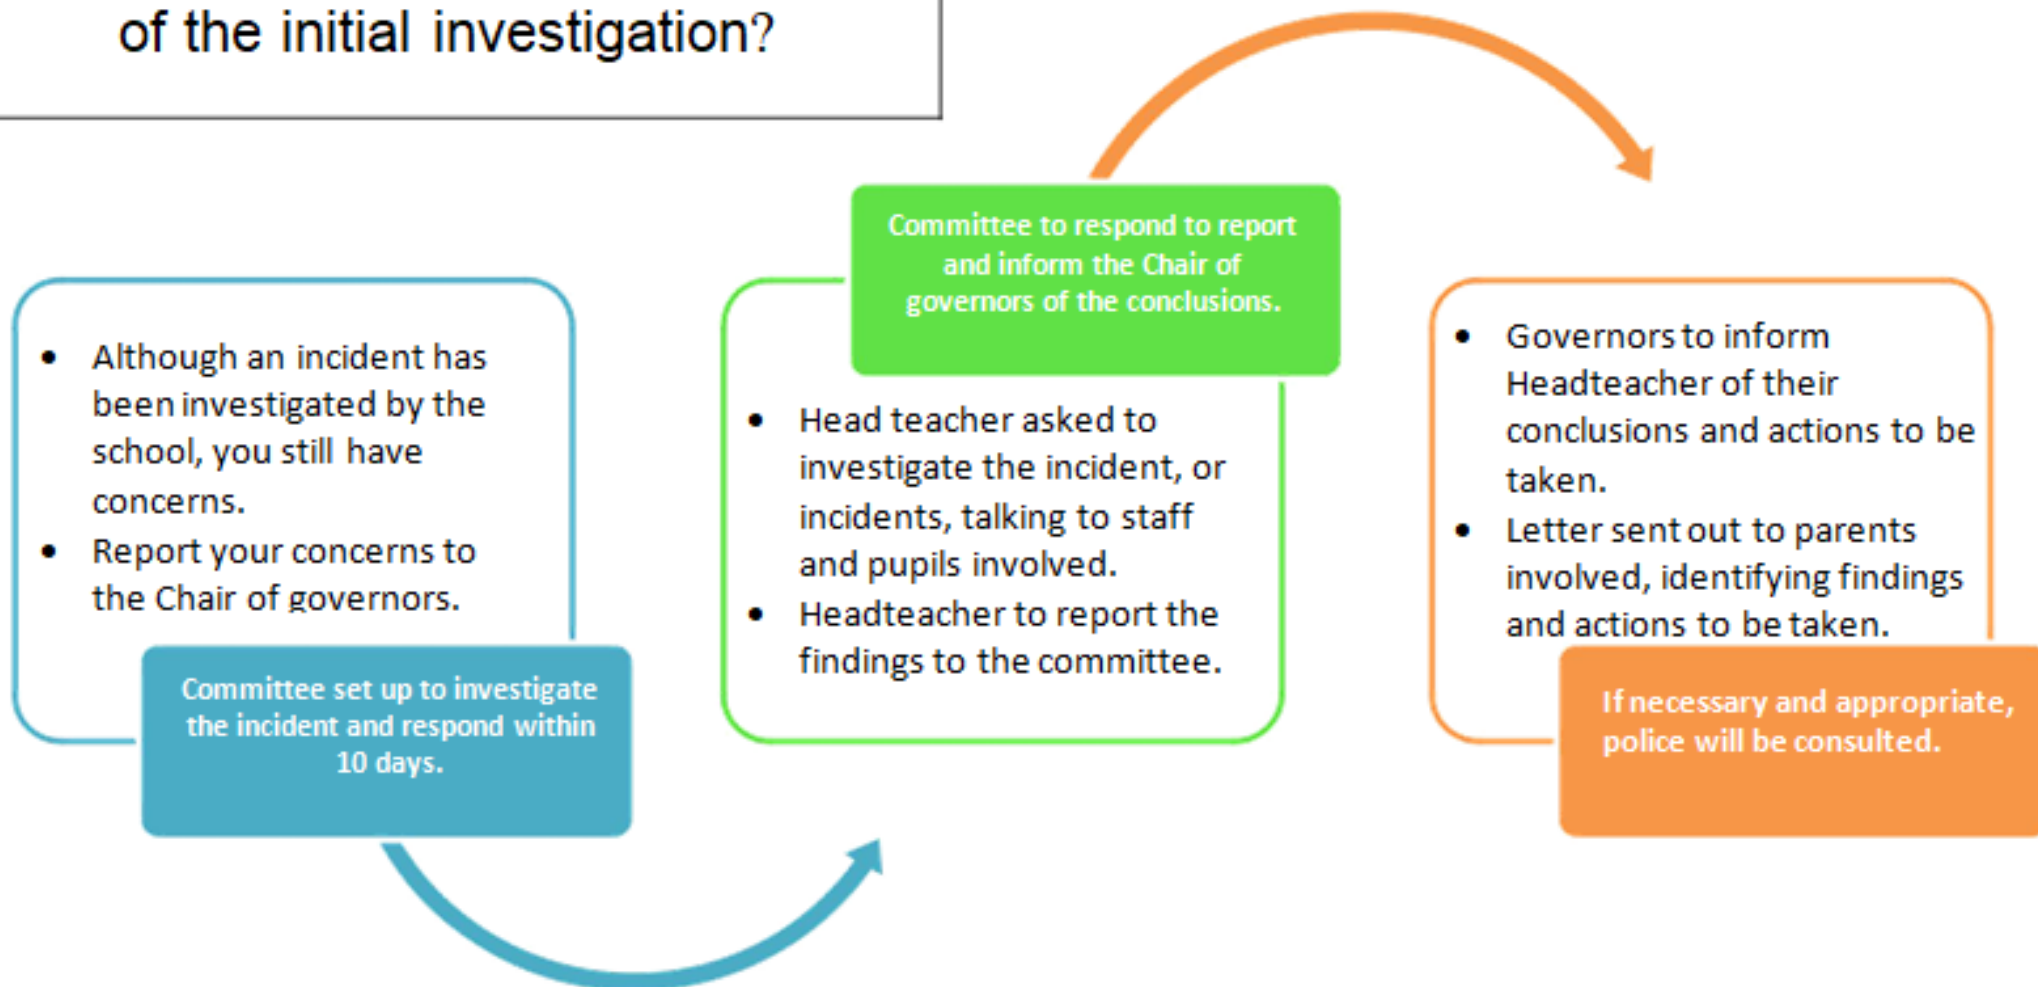 of the initial investigation?
• Although an incident has
been investigated by the
school, you still have
concerns.
• Report your concerns to
the Chair of governors.
Committee set up to investigate
the incident and respond within
10 days.
Committee to respond to report
and inform the Chair of
governors of the conclusions.
• Head teacher asked to
investigate the incident, or
incidents, talking to staff
and pupils involved.
• Headteacher to report the
findings to the committee.
• Governors to inform
Headteacher of their
conclusions and actions to be
taken.
• Letter sent out to parents
involved, identifying findings
and actions to be taken.
If necessary and appropriate,
police will be consulted.